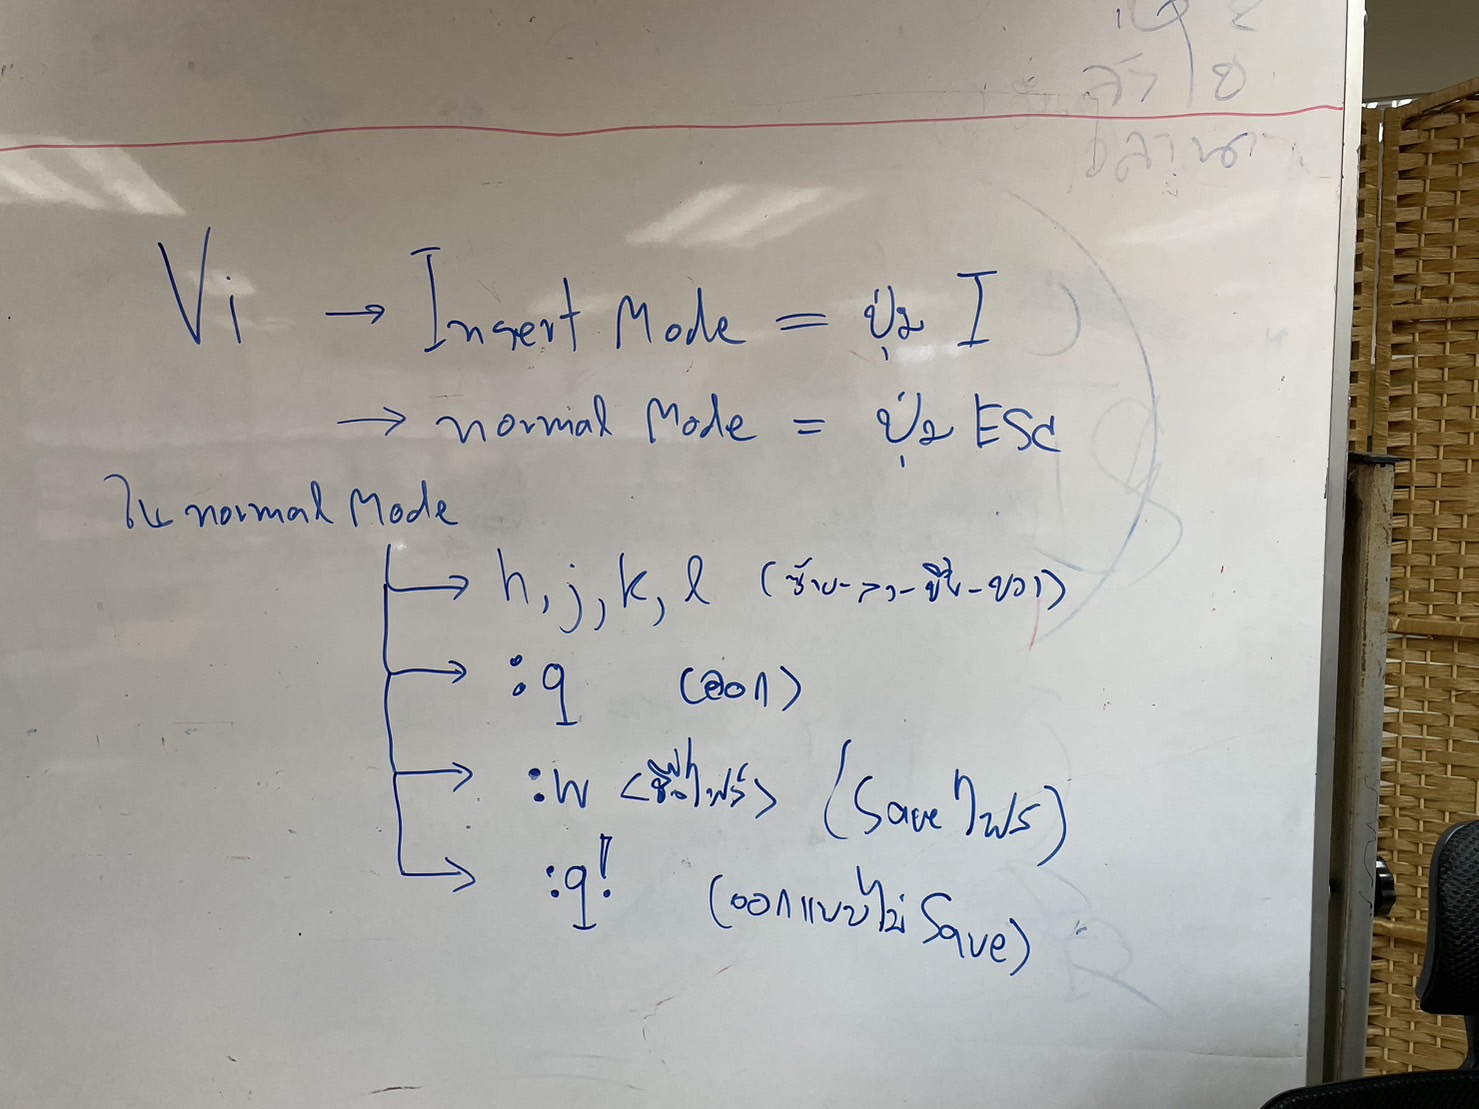 Vi → Insert Mode = ปุ่ม I
→ normal Mode = ปุ่ม ESC
ใน normal Mode
→ h, j, k, l (ซ้าย-ลง-ขึ้น-ขวา)
→ :q (ออก)
→ :w <ชื่อไฟร์> (Save ไฟร์)
→ :q! (ออกแบบไม่ Save)